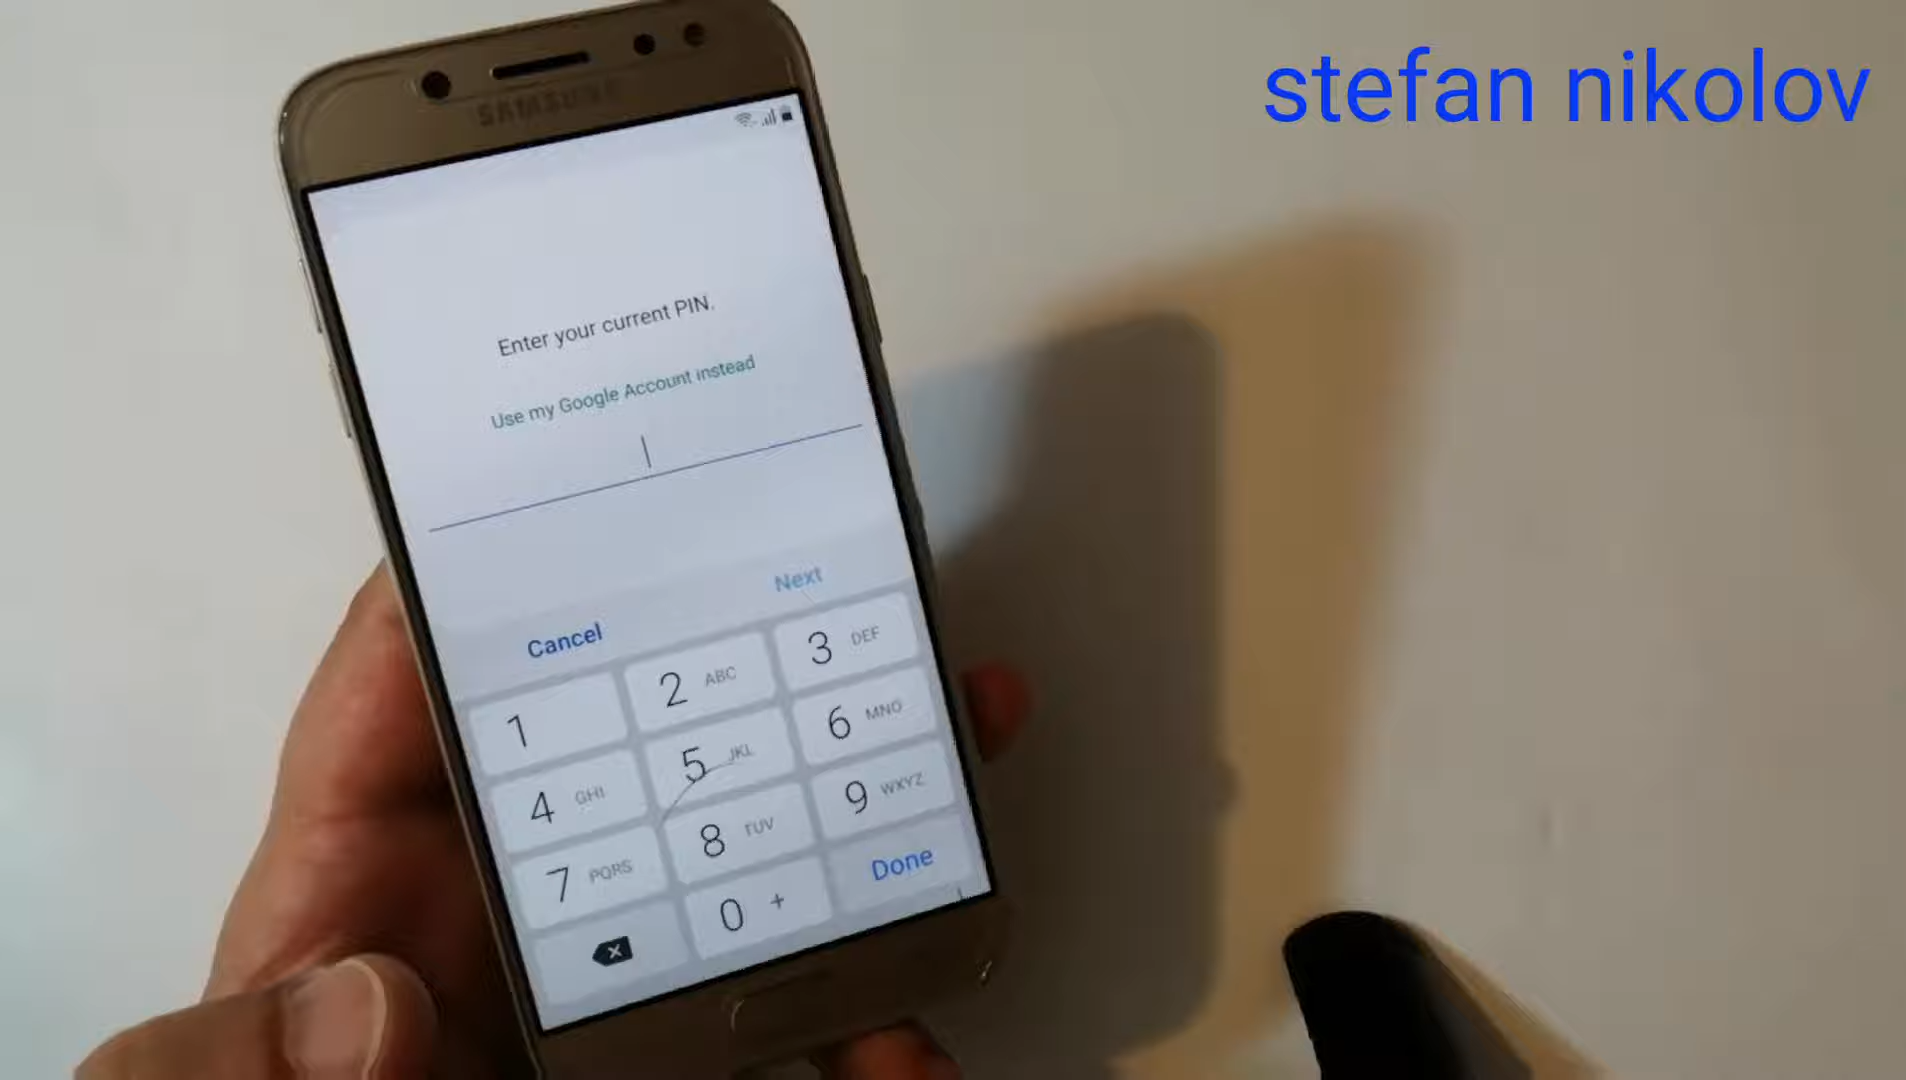 stefan nikolov
SAMSUNG
Enter your current PIN.
Use my Google Account instead
Cancel Next
1 2 ABC 3 DEF
4 GHI 5 JKL 6 MNO
7 PQRS 8 TUV 9 WXYZ
0 + Done